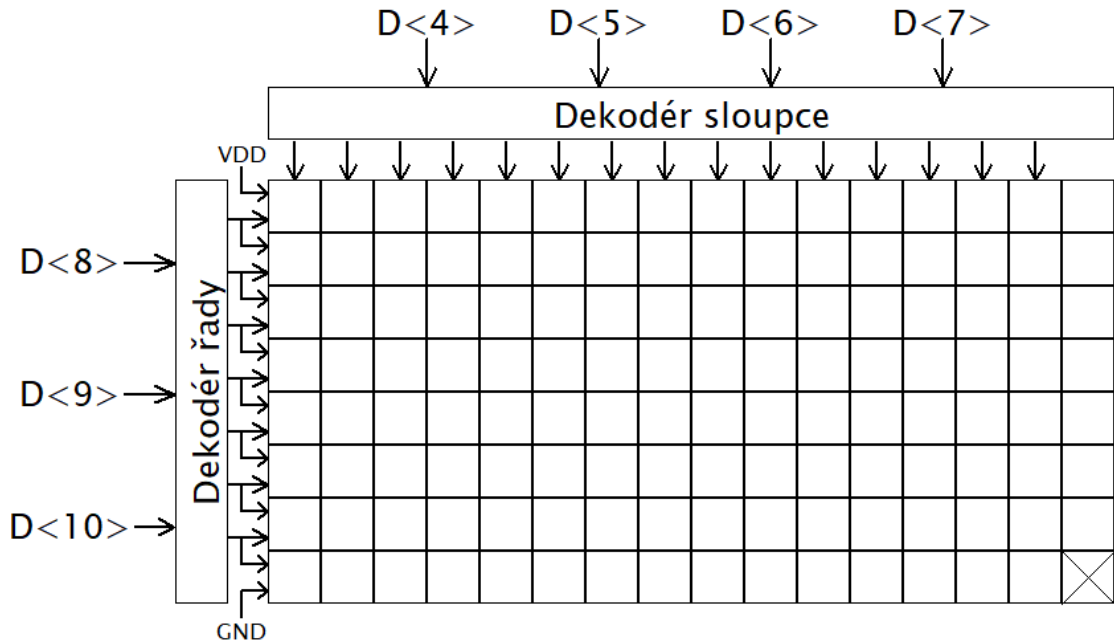 D<4> D<5> D<6> D<7>
Dekodér sloupce
VDD
D<8>
D<9>
D<10>
Dekodér řady
GND